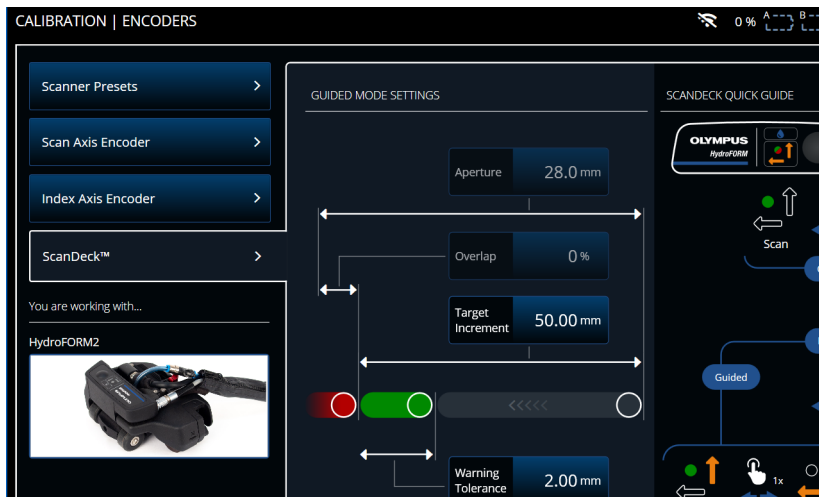 CALIBRATION | ENCODERS
0 %
A
B
Scanner Presets
Scan Axis Encoder
Index Axis Encoder
ScanDeck™
You are working with...
HydroFORM2
GUIDED MODE SETTINGS
Aperture
28.0 mm
Overlap
0 %
Target
Increment
50.00 mm
<<<<<
Warning
Tolerance
2.00 mm
SCANDECK QUICK GUIDE
OLYMPUS
HydroFORM
Scan
Guided
1x